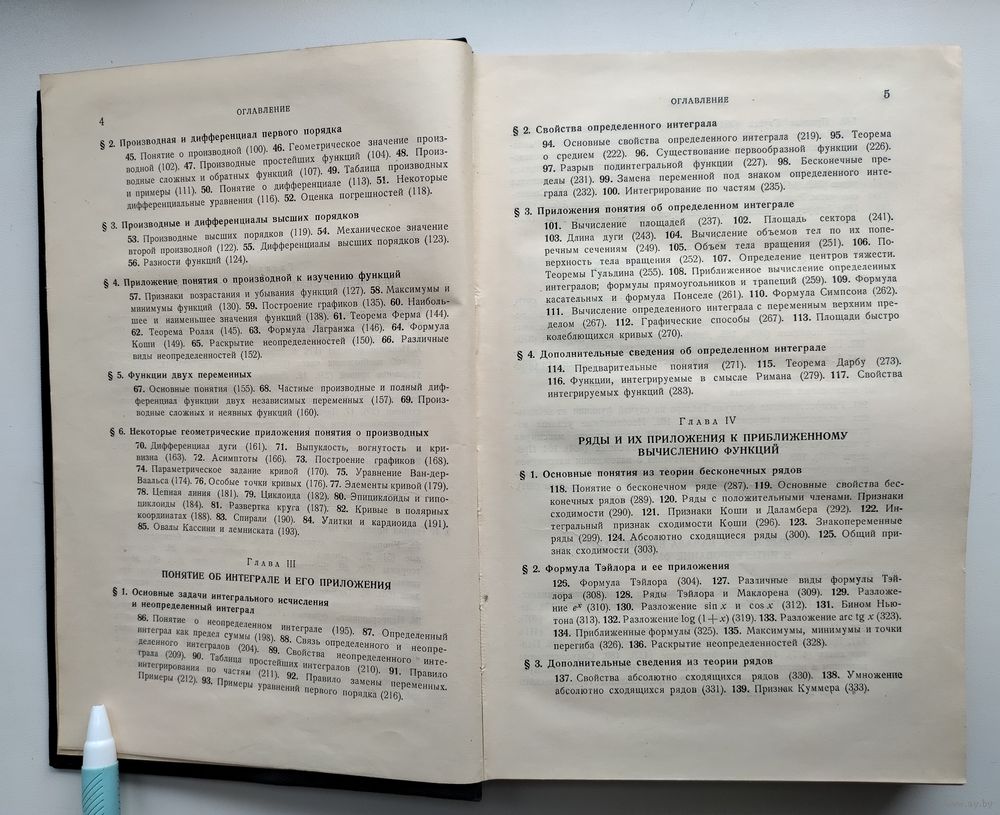 4
ОГЛАВЛЕНИЕ
§ 2. Производная и дифференциал первого порядка
45. Понятие о производной (100). 46. Геометрическое значение произ-
водной (102). 47. Производные простейших функций (104). 48. Произ-
водные сложных и обратных функций (107). 49. Таблица производных
и примеры (111). 50. Понятие о дифференциале (113). 51. Некоторые
дифференциальные уравнения (116). 52. Оценка погрешностей (118).
§ 3. Производные и дифференциалы высших порядков
53. Производные высших порядков (119). 54. Механическое значение
второй производной (122). 55. Дифференциалы высших порядков (123).
56. Разности функций (124).
§ 4. Приложение понятия о производной к изучению функций
57. Признаки возрастания и убывания функций (127). 58. Максимумы и
минимумы функций (130). 59. Построение графиков (135). 60. Наиболь-
шее и наименьшее значения функций (138). 61. Теорема Ферма (144).
62. Теорема Ролля (145). 63. Формула Лагранжа (146). 64. Формула
Коши (149). 65. Раскрытие неопределенностей (150). 66. Различные
виды неопределенностей (152).
§ 5. Функции двух переменных
67. Основные понятия (155). 68. Частные производные и полный диф-
ференциал функции двух независимых переменных (157). 69. Произ-
водные сложных и неявных функций (160).
§ 6. Некоторые геометрические приложения понятия о производных
70. Дифференциал дуги (161). 71. Выпуклость, вогнутость и кри-
визна (163). 72. Асимптоты (166). 73. Построение графиков (168).
74. Параметрическое задание кривой (170). 75. Уравнение Ван-дер-
Ваальса (174). 76. Особые точки кривых (176). 77. Элементы кривой (179).
78. Цепная линия (181). 79. Циклоида (182). 80. Эпициклоиды и гипо-
циклоиды (184). 81. Развертка круга (187). 82. Кривые в полярных
координатах (188). 83. Спирали (190). 84. Улитки и кардиоида (191).
85. Овалы Кассини и лемниската (193).
Глава III
ПОНЯТИЕ ОБ ИНТЕГРАЛЕ И ЕГО ПРИЛОЖЕНИЯ
§ 1. Основные задачи интегрального исчисления
и неопределенный интеграл
86. Понятие о неопределенном интеграле (195). 87. Определенный
интеграл как предел суммы (198). 88. Связь определенного и неопре-
деленного интегралов (204). 89. Свойства неопределенного инте-
грала (209). 90. Таблица простейших интегралов (210). 91. Правило
интегрирования по частям (211). 92. Правило замены переменных.
Примеры (212). 93. Примеры уравнений первого порядка (216).
ОГЛАВЛЕНИЕ
5
§ 2. Свойства определенного интеграла
94. Основные свойства определенного интеграла (219). 95. Теорема
о среднем (222). 96. Существование первообразной функции (226).
97. Разрыв подинтегральной функции (227). 98. Бесконечные пре-
делы (231). 99. Замена переменной под знаком определенного инте-
грала (232). 100. Интегрирование по частям (235).
§ 3. Приложения понятия об определенном интеграле
101. Вычисление площадей (237). 102. Площадь сектора (241).
103. Длина дуги (243). 104. Вычисление объемов тел по их попе-
речным сечениям (249). 105. Объем тела вращения (251). 106. По-
верхность тела вращения (252). 107. Определение центров тяжести.
Теоремы Гульдина (255). 108. Приближенное вычисление определенных
интегралов; формулы прямоугольников и трапеций (259). 109. Формула
касательных и формула Понселе (261). 110. Формула Симпсона (262).
111. Вычисление определенного интеграла с переменным верхним пре-
делом (267). 112. Графические способы (267). 113. Площади быстро
колеблющихся кривых (270).
§ 4. Дополнительные сведения об определенном интеграле
114. Предварительные понятия (271). 115. Теорема Дарбу (273).
116. Функции, интегрируемые в смысле Римана (279). 117. Свойства
интегрируемых функций (283).
Глава IV
РЯДЫ И ИХ ПРИЛОЖЕНИЯ К ПРИБЛИЖЕННОМУ
ВЫЧИСЛЕНИЮ ФУНКЦИЙ
§ 1. Основные понятия из теории бесконечных рядов
118. Понятие о бесконечном ряде (287). 119. Основные свойства бес-
конечных рядов (289). 120. Ряды с положительными членами. Признаки
сходимости (290). 121. Признаки Коши и Даламбера (292). 122. Ин-
тегральный признак сходимости Коши (296). 123. Знакопеременные
ряды (299). 124. Абсолютно сходящиеся ряды (300). 125. Общий при-
знак сходимости (303).
§ 2. Формула Тэйлора и ее приложения
126. Формула Тэйлора (304). 127. Различные виды формулы Тэй-
лора (308). 128. Ряды Тэйлора и Маклорена (309). 129. Разложе-
ние eˣ (310). 130. Разложение sin x и cos x (312). 131. Бином Нью-
тона (313). 132. Разложение log (1+x) (319). 133. Разложение arc tg x (323).
134. Приближенные формулы (325). 135. Максимумы, минимумы и точки
перегиба (326). 136. Раскрытие неопределенностей (328).
§ 3. Дополнительные сведения из теории рядов
137. Свойства абсолютно сходящихся рядов (330). 138. Умножение
абсолютно сходящихся рядов (331). 139. Признак Куммера (333).
www.ay.by